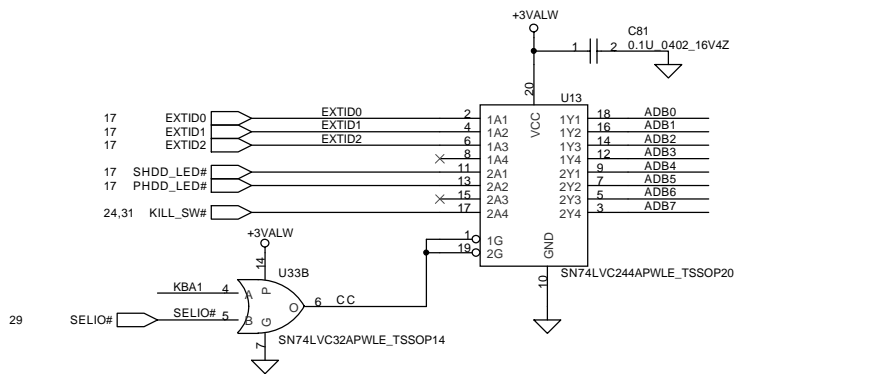 +3VALW
C81
1 2 0.1U_0402_16V4Z
20
U13
17 EXTID0 EXTID0 2 1A1 VCC 1Y1 18 ADB0
17 EXTID1 EXTID1 4 1A2 1Y2 16 ADB1
17 EXTID2 EXTID2 6 1A3 1Y3 14 ADB2
8 1A4 1Y4 12 ADB3
17 SHDD_LED# 11 2A1 2Y1 9 ADB4
17 PHDD_LED# 13 2A2 2Y2 7 ADB5
15 2A3 2Y3 5 ADB6
24,31 KILL_SW# 17 2A4 2Y4 3 ADB7
+3VALW
1 1G GND
19 2G
14
U33B
10
SN74LVC244APWLE_TSSOP20
KBA1 4 A P
O 6 CC
29 SELIO# SELIO# 5 B G
7
SN74LVC32APWLE_TSSOP14